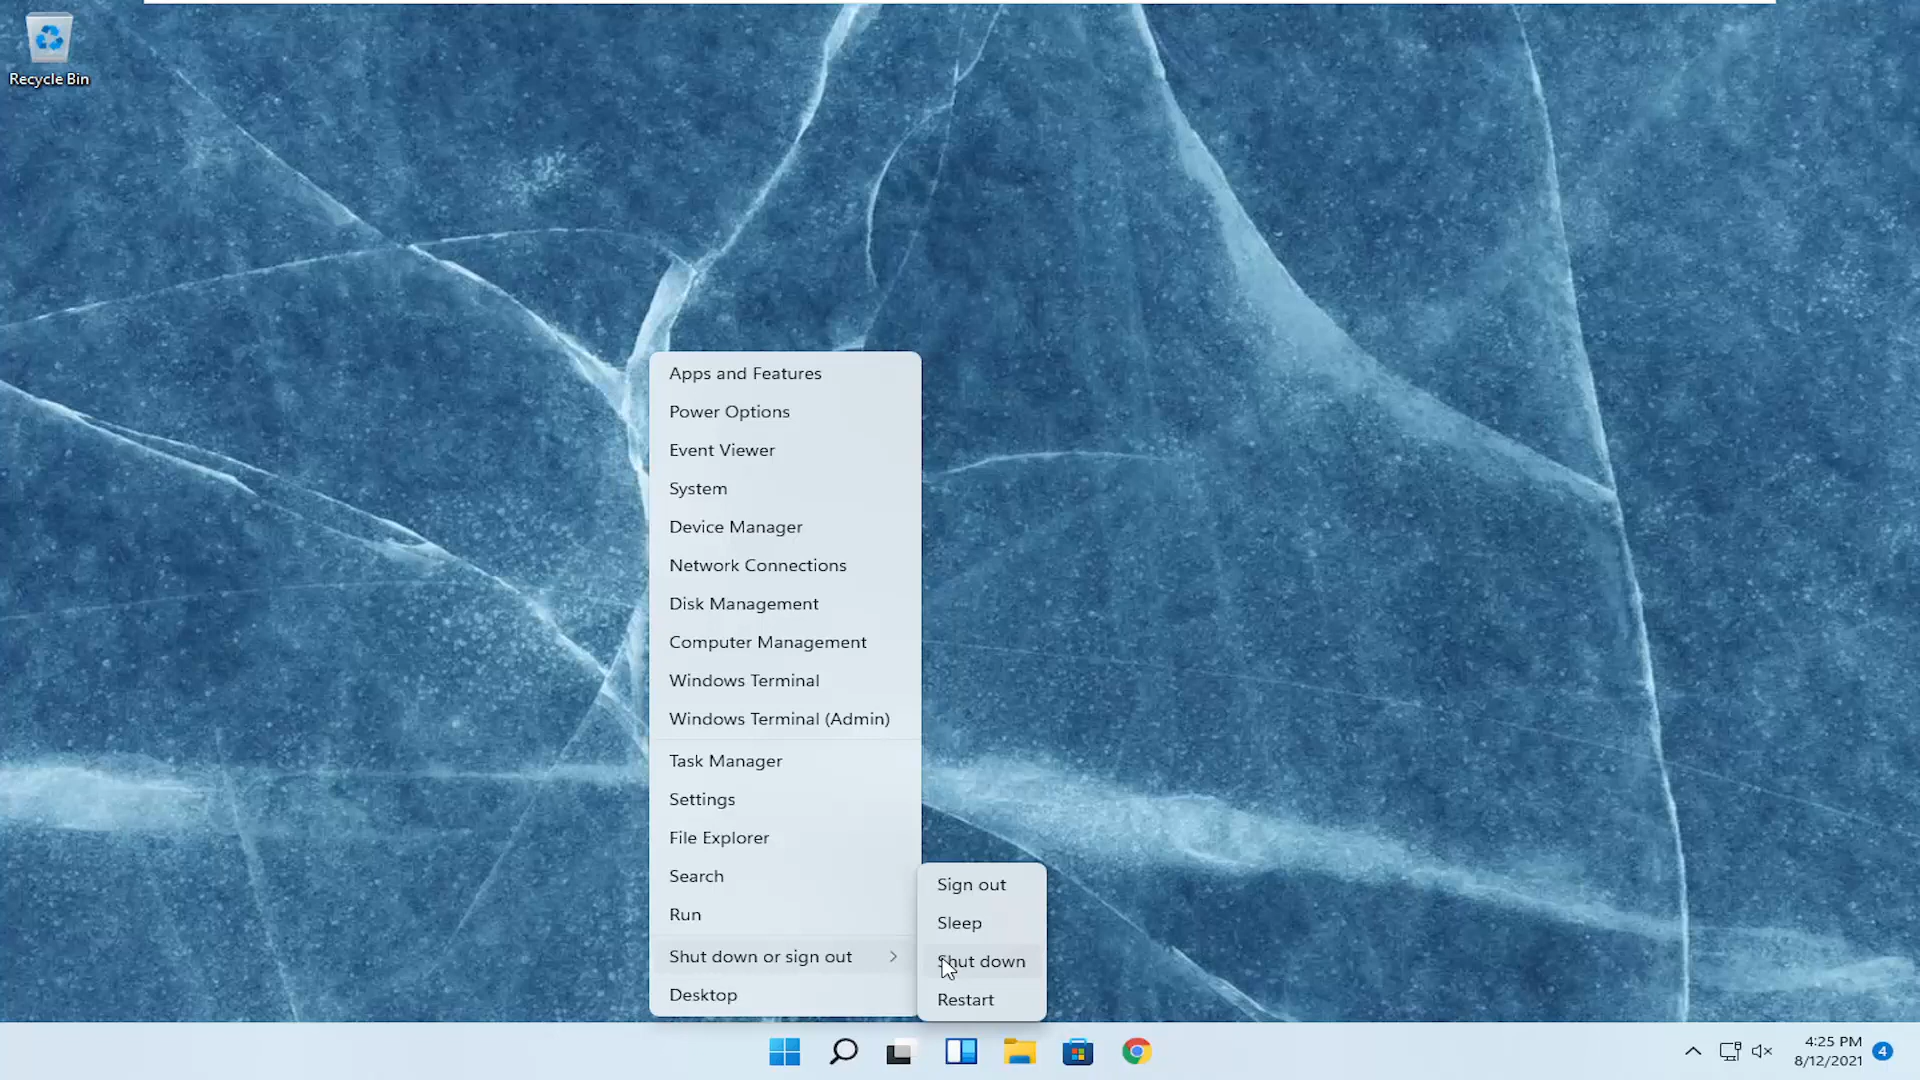 Recycle Bin
Apps and Features
Power Options
Event Viewer
System
Device Manager
Network Connections
Disk Management
Computer Management
Windows Terminal
Windows Terminal (Admin)
Task Manager
Settings
File Explorer
Search
Run
Shut down or sign out
Desktop
Sign out
Sleep
Shut down
Restart
4:25 PM
8/12/2021
4